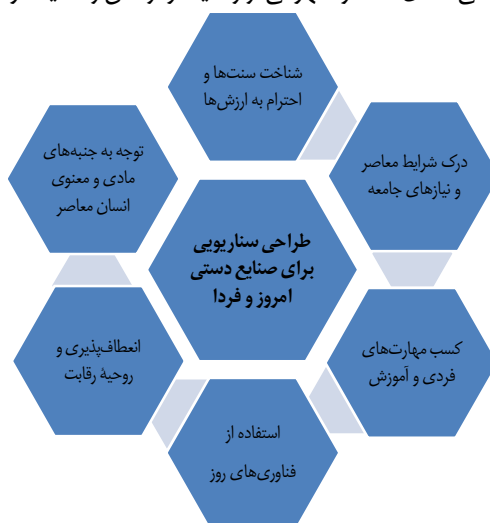 شناخت سنت‌ها و
احترام به ارزش‌ها
درک شرایط معاصر
و نیازهای جامعه
کسب مهارت‌های
فردی و آموزش
استفاده از
فناوری‌های روز
انعطاف‌پذیری و
روحیهٔ رقابت
توجه به جنبه‌های
مادی و معنوی
انسان معاصر
طراحی سناریویی
برای صنایع دستی
امروز و فردا